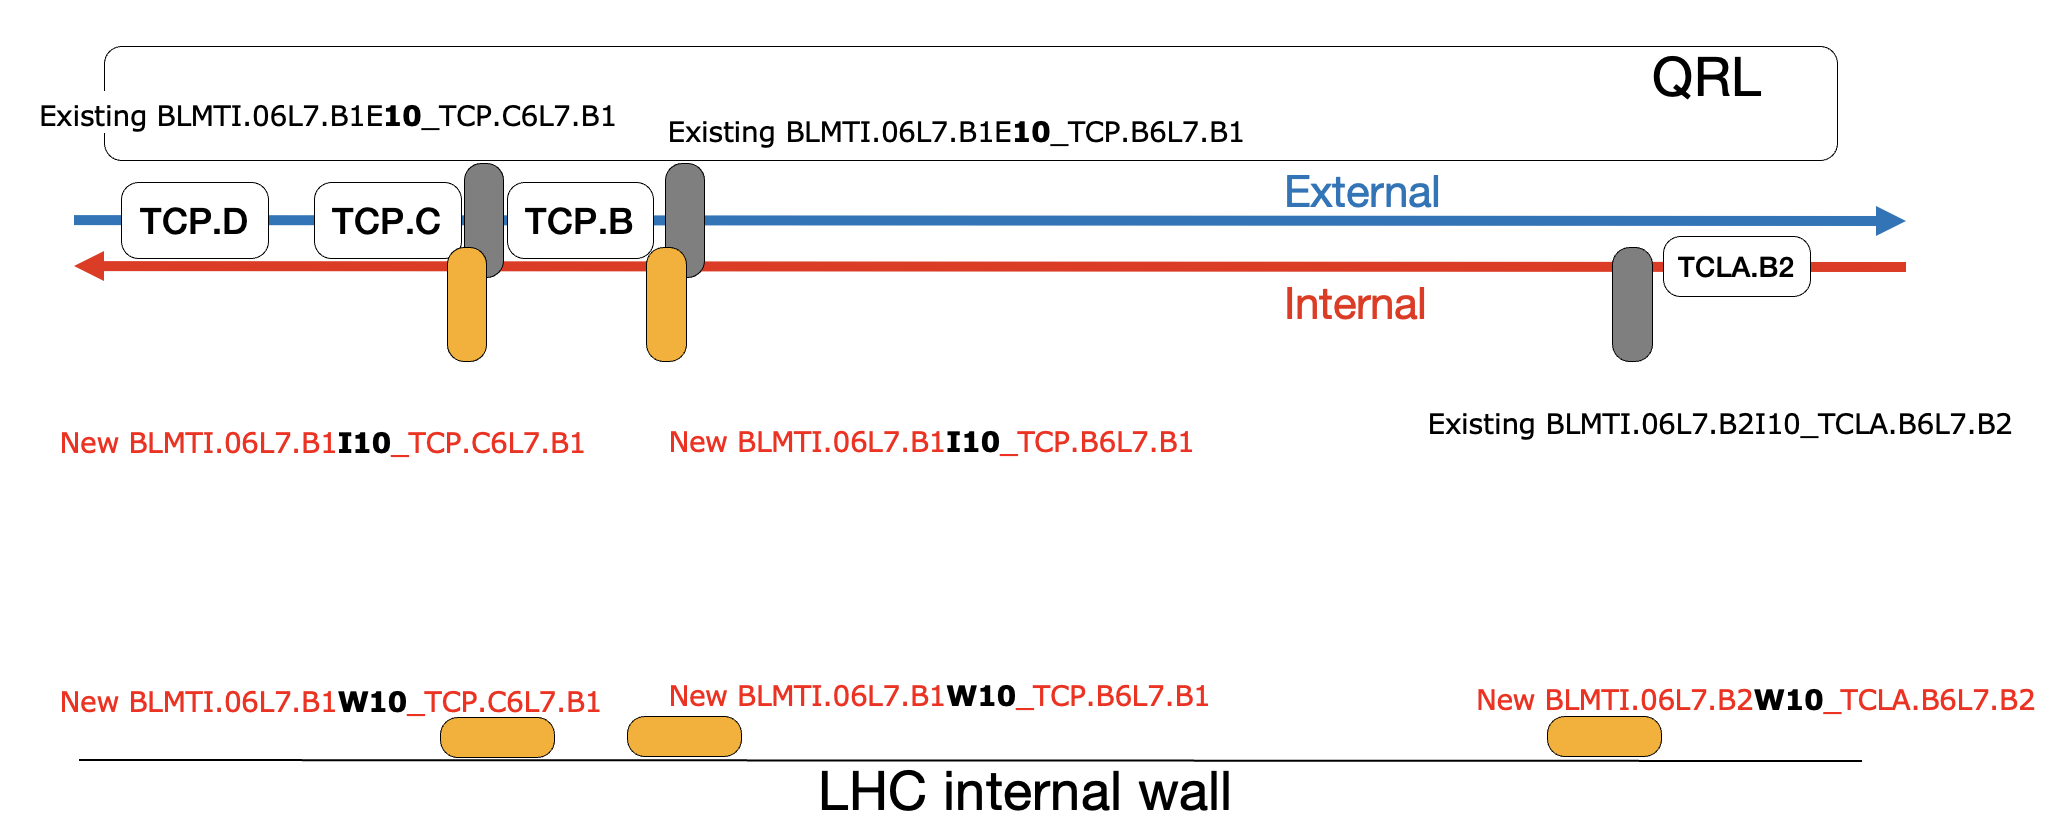 QRL
Existing BLMTI.06L7.B1E10_TCP.C6L7.B1
Existing BLMTI.06L7.B1E10_TCP.B6L7.B1
External
TCP.D
TCP.C
TCP.B
TCLA.B2
Internal
Existing BLMTI.06L7.B2I10_TCLA.B6L7.B2
New BLMTI.06L7.B1I10_TCP.C6L7.B1
New BLMTI.06L7.B1I10_TCP.B6L7.B1
New BLMTI.06L7.B1W10_TCP.C6L7.B1
New BLMTI.06L7.B1W10_TCP.B6L7.B1
New BLMTI.06L7.B2W10_TCLA.B6L7.B2
LHC internal wall